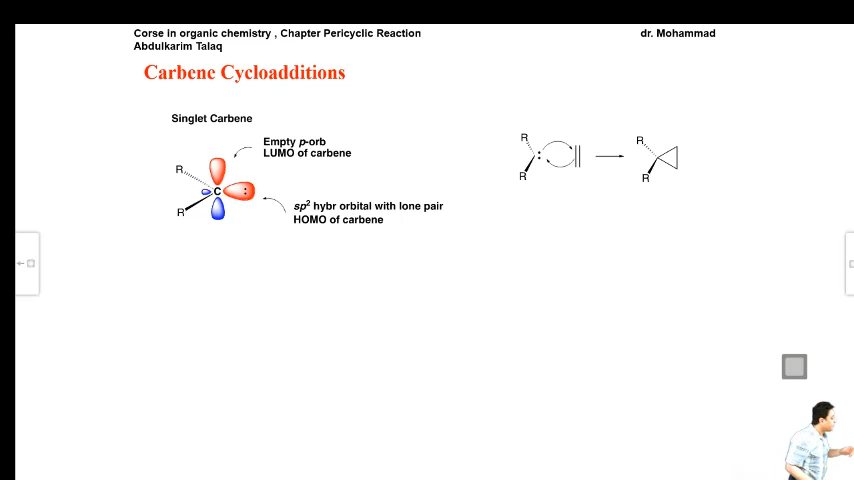 Corse in organic chemistry , Chapter Pericyclic Reaction
dr. Mohammad
Abdulkarim Talaq
Carbene Cycloadditions
Singlet Carbene
Empty p-orb
LUMO of carbene
R
C
:
R
sp² hybr orbital with lone pair
HOMO of carbene
R
:
R
R
R